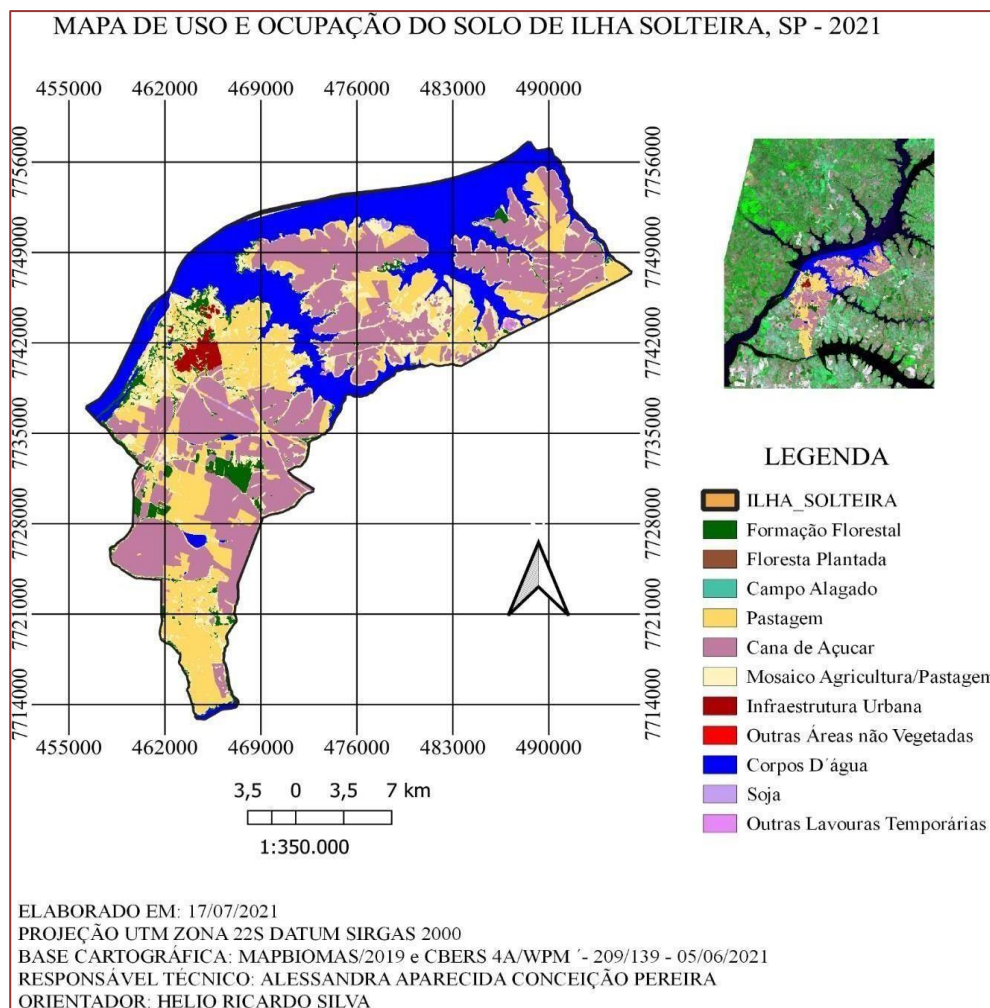 MAPA DE USO E OCUPAÇÃO DO SOLO DE ILHA SOLTEIRA, SP - 2021
455000 462000 469000 476000 483000 490000
7756000 7756000
7749000 7749000
7742000 7742000
7735000 7735000
7728000 7728000
7721000 7721000
7714000 7714000
455000 462000 469000 476000 483000 490000
3,5 0 3,5 7 km
1:350.000
LEGENDA
ILHA_SOLTEIRA
Formação Florestal
Floresta Plantada
Campo Alagado
Pastagem
Cana de Açucar
Mosaico Agricultura/Pastagem
Infraestrutura Urbana
Outras Áreas não Vegetadas
Corpos D´água
Soja
Outras Lavouras Temporárias
ELABORADO EM: 17/07/2021
PROJEÇÃO UTM ZONA 22S DATUM SIRGAS 2000
BASE CARTOGRÁFICA: MAPBIOMAS/2019 e CBERS 4A/WPM ´- 209/139 - 05/06/2021
RESPONSÁVEL TÉCNICO: ALESSANDRA APARECIDA CONCEIÇÃO PEREIRA
ORIENTADOR: HELIO RICARDO SILVA